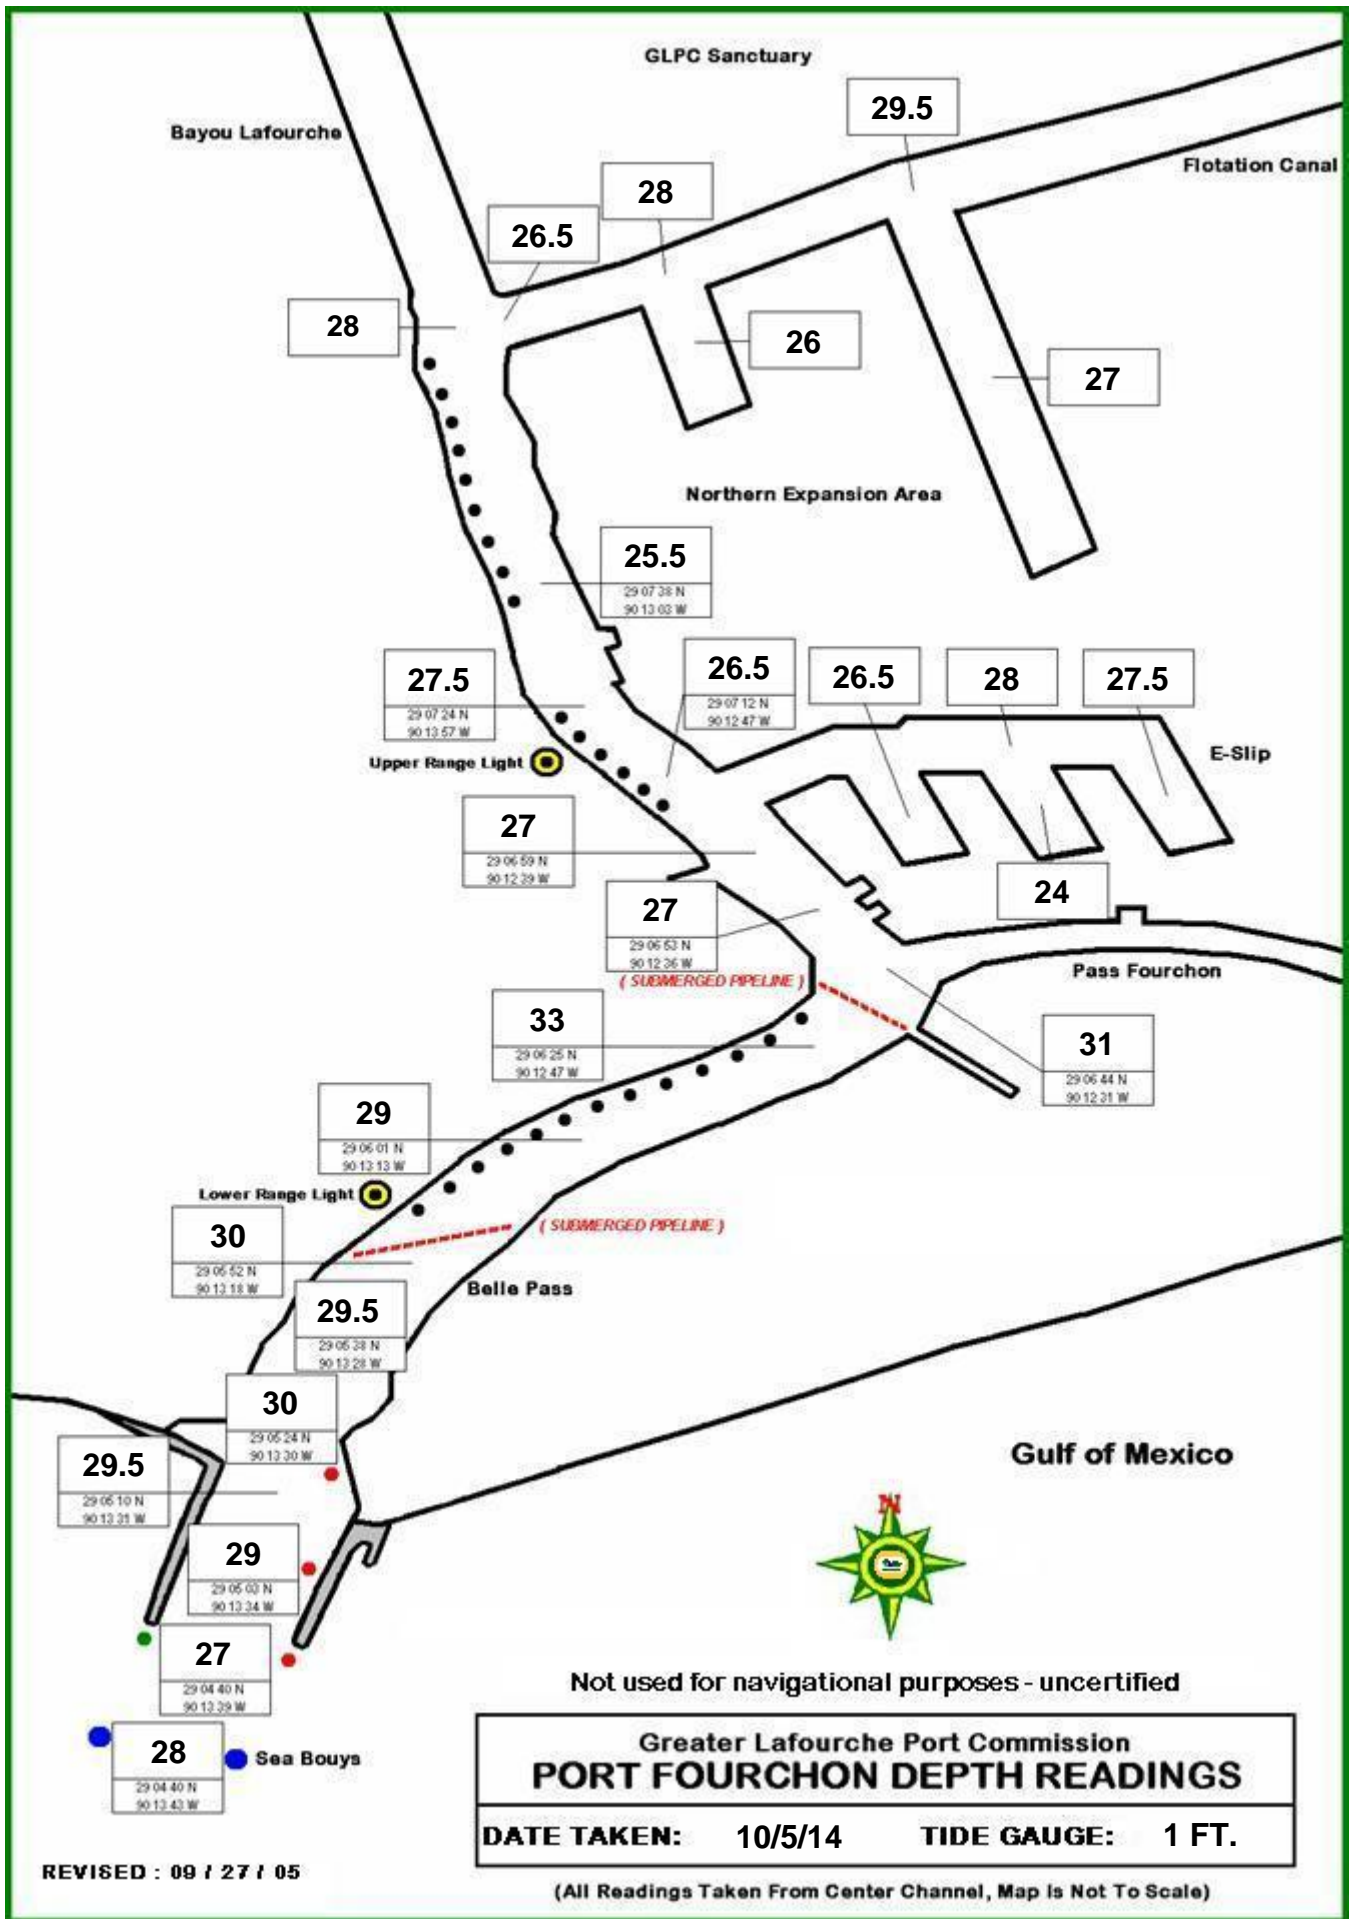 GLPC Sanctuary
29.5
Bayou Lafourche
Flotation Canal
28
26.5
28
26
27
Northern Expansion Area
25.5
29 07 38 N
90 13 03 W
27.5
29 07 24 N
90 13 57 W
26.5
29 07 12 N
90 12 47 W
26.5
28
27.5
Upper Range Light
E-Slip
27
29 06 59 N
90 12 39 W
24
27
29 06 53 N
90 12 36 W
( SUBMERGED PIPELINE )
Pass Fourchon
33
29 06 25 N
90 12 47 W
31
29 06 44 N
90 12 31 W
29
29 06 01 N
90 13 13 W
Lower Range Light
30
29 05 52 N
90 13 18 W
( SUBMERGED PIPELINE )
Belle Pass
29.5
29 05 38 N
90 13 28 W
30
29 05 24 N
90 13 30 W
29.5
29 05 10 N
90 13 31 W
Gulf of Mexico
N
29
29 05 03 N
90 13 34 W
27
29 04 40 N
90 13 39 W
Not used for navigational purposes - uncertified
28
29 04 40 N
90 13 43 W
Sea Bouys
Greater Lafourche Port Commission
PORT FOURCHON DEPTH READINGS
DATE TAKEN: 10/5/14 TIDE GAUGE: 1 FT.
REVISED : 09 / 27 / 05
(All Readings Taken From Center Channel, Map Is Not To Scale)